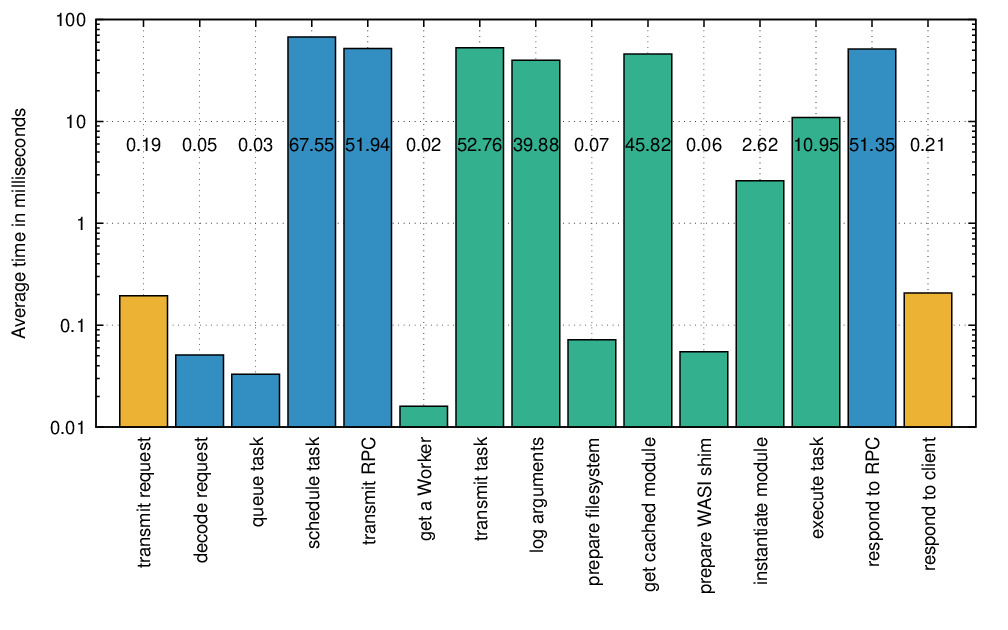 Average time in milliseconds
100
10
1
0.1
0.01
0.19 0.05 0.03 67.55 51.94 0.02 52.76 39.88 0.07 45.82 0.06 2.62 10.95 51.35 0.21
transmit request
decode request
queue task
schedule task
transmit RPC
get a Worker
transmit task
log arguments
prepare filesystem
get cached module
prepare WASI shim
instantiate module
execute task
respond to RPC
respond to client